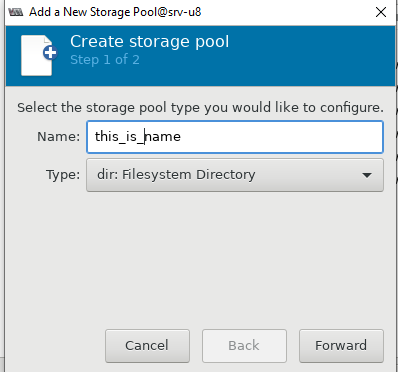 Add a New Storage Pool@srv-u8
Create storage pool
Step 1 of 2
Select the storage pool type you would like to configure.
Name: this_is_name
Type: dir: Filesystem Directory
Cancel Back Forward